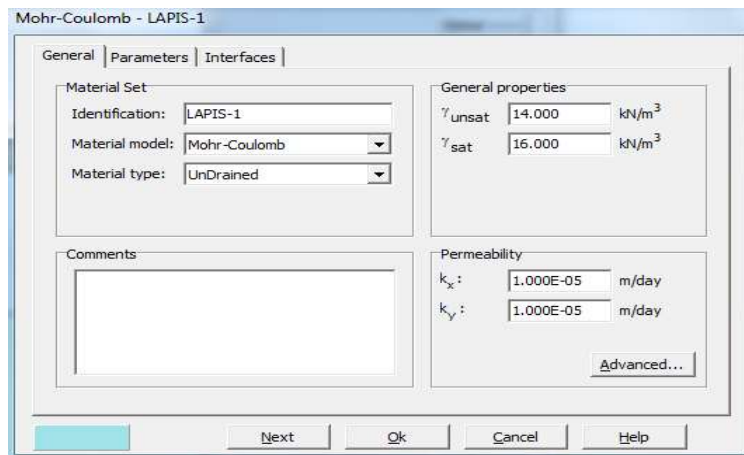 Mohr-Coulomb - LAPIS-1
General Parameters Interfaces
Material Set
Identification: LAPIS-1
Material model: Mohr-Coulomb
Material type: UnDrained
General properties
γunsat 14.000 kN/m³
γsat 16.000 kN/m³
Comments
Permeability
kx: 1.000E-05 m/day
ky: 1.000E-05 m/day
Advanced...
Next Ok Cancel Help